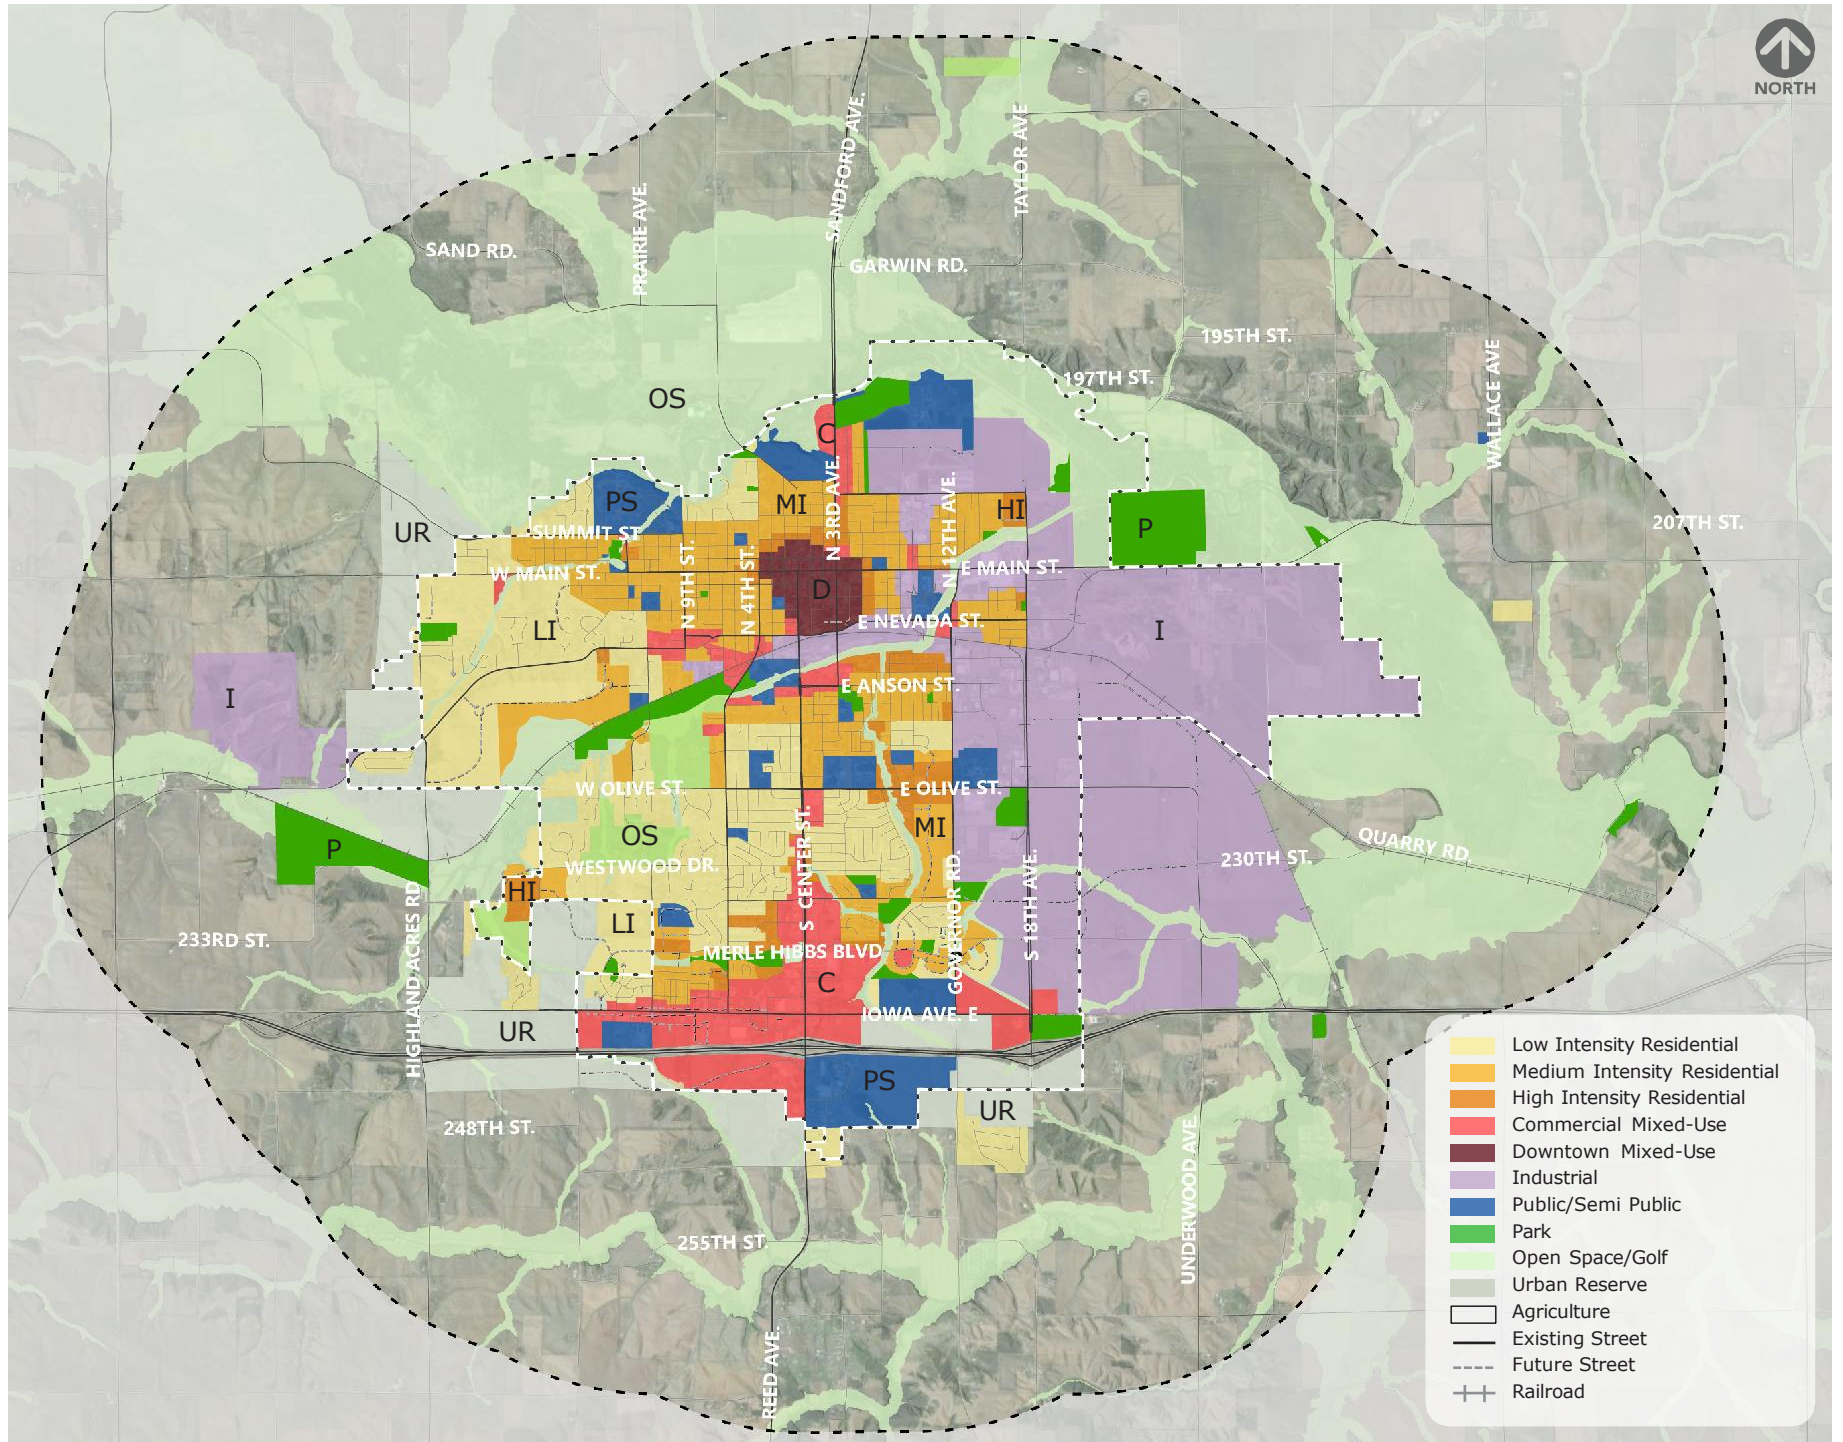 NORTH
SANDFORD AVE.
TAYLOR AVE
PRAIRIE AVE.
SAND RD.
GARWIN RD.
195TH ST.
197TH ST.
WALLACE AVE
OS
C
PS
MI
N 3RD AVE.
N 12TH AVE.
HI
P
207TH ST.
UR
SUMMIT ST
W MAIN ST.
N 9TH ST.
N 4TH ST.
D
E MAIN ST.
LI
E NEVADA ST.
I
I
E ANSON ST.
W OLIVE ST.
E OLIVE ST.
OS
MI
S CENTER ST.
P
WESTWOOD DR.
230TH ST.
QUARRY RD.
HI
HIGHLAND ACRES RD
LI
GOVERNOR RD.
S 18TH AVE.
233RD ST.
MERLE HIBBS BLVD
C
IOWA AVE. E
UR
PS
UR
248TH ST.
UNDERWOOD AVE
255TH ST.
REED AVE.
Low Intensity Residential
Medium Intensity Residential
High Intensity Residential
Commercial Mixed-Use
Downtown Mixed-Use
Industrial
Public/Semi Public
Park
Open Space/Golf
Urban Reserve
Agriculture
Existing Street
Future Street
Railroad